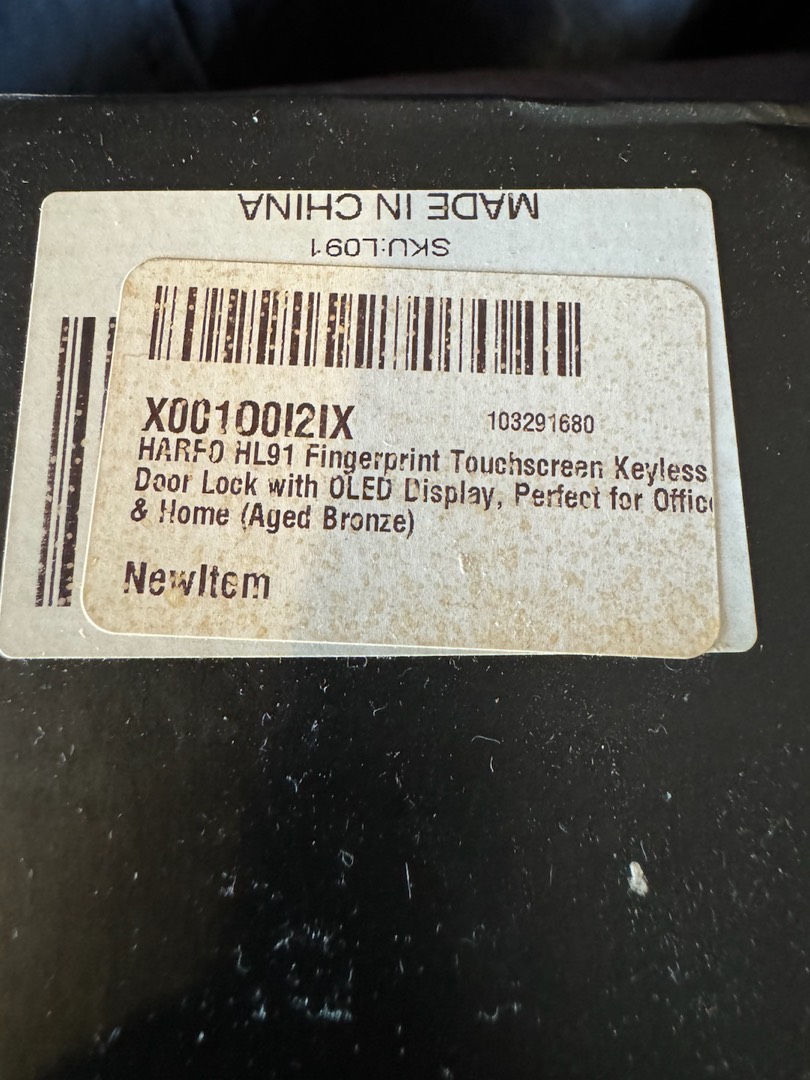 MADE IN CHINA
SKU:L091
X00100I2IX
103291680
HARFO HL91 Fingerprint Touchscreen Keyless
Door Lock with OLED Display, Perfect for Office
& Home (Aged Bronze)
NewItem